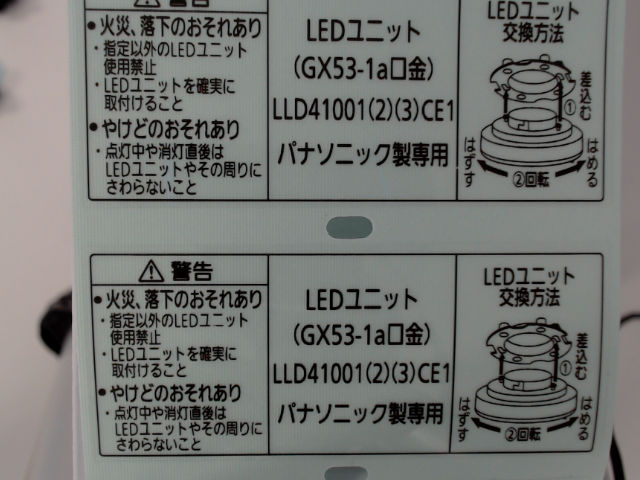 ⚠ 警告
●火災、落下のおそれあり
・指定以外のLEDユニット
使用禁止
・LEDユニットを確実に
取付けること
●やけどのおそれあり
・点灯中や消灯直後は
LEDユニットやその周りに
さわらないこと
LEDユニット
(GX53-1a口金)
LLD41001(2)(3)CE1
パナソニック製専用
LEDユニット
交換方法
差込む
①
はずす
②回転
はめる
⚠ 警告
●火災、落下のおそれあり
・指定以外のLEDユニット
使用禁止
・LEDユニットを確実に
取付けること
●やけどのおそれあり
・点灯中や消灯直後は
LEDユニットやその周りに
さわらないこと
LEDユニット
(GX53-1a口金)
LLD41001(2)(3)CE1
パナソニック製専用
LEDユニット
交換方法
差込む
①
はずす
②回転
はめる